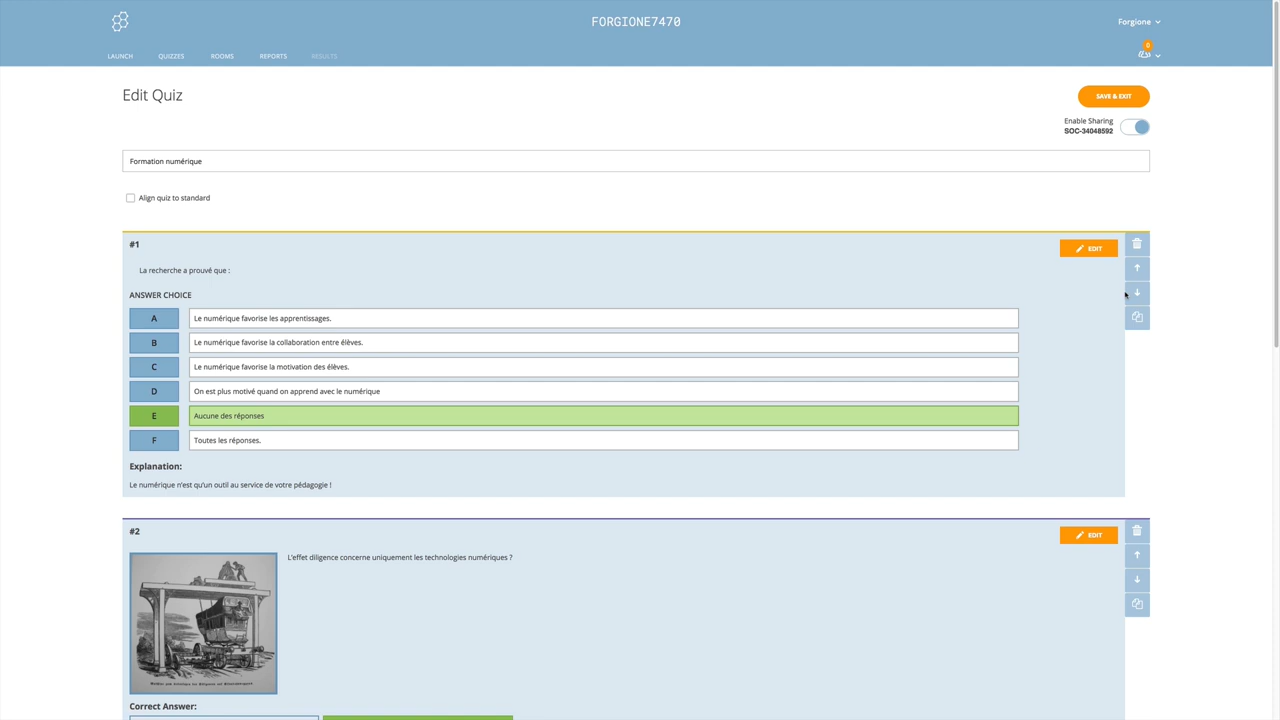 FORGIONE7470
Forgione
LAUNCH QUIZZES ROOMS REPORTS RESULTS
0
Edit Quiz
SAVE & EXIT
Enable Sharing
SOC-34048592
Formation numérique
Align quiz to standard
#1
EDIT
La recherche a prouvé que :
ANSWER CHOICE
A Le numérique favorise les apprentissages.
B Le numérique favorise la collaboration entre élèves.
C Le numérique favorise la motivation des élèves.
D On est plus motivé quand on apprend avec le numérique
E Aucune des réponses
F Toutes les réponses.
Explanation:
Le numérique n'est qu'un outil au service de votre pédagogie !
#2
EDIT
L'effet diligence concerne uniquement les technologies numériques ?
Correct Answer: